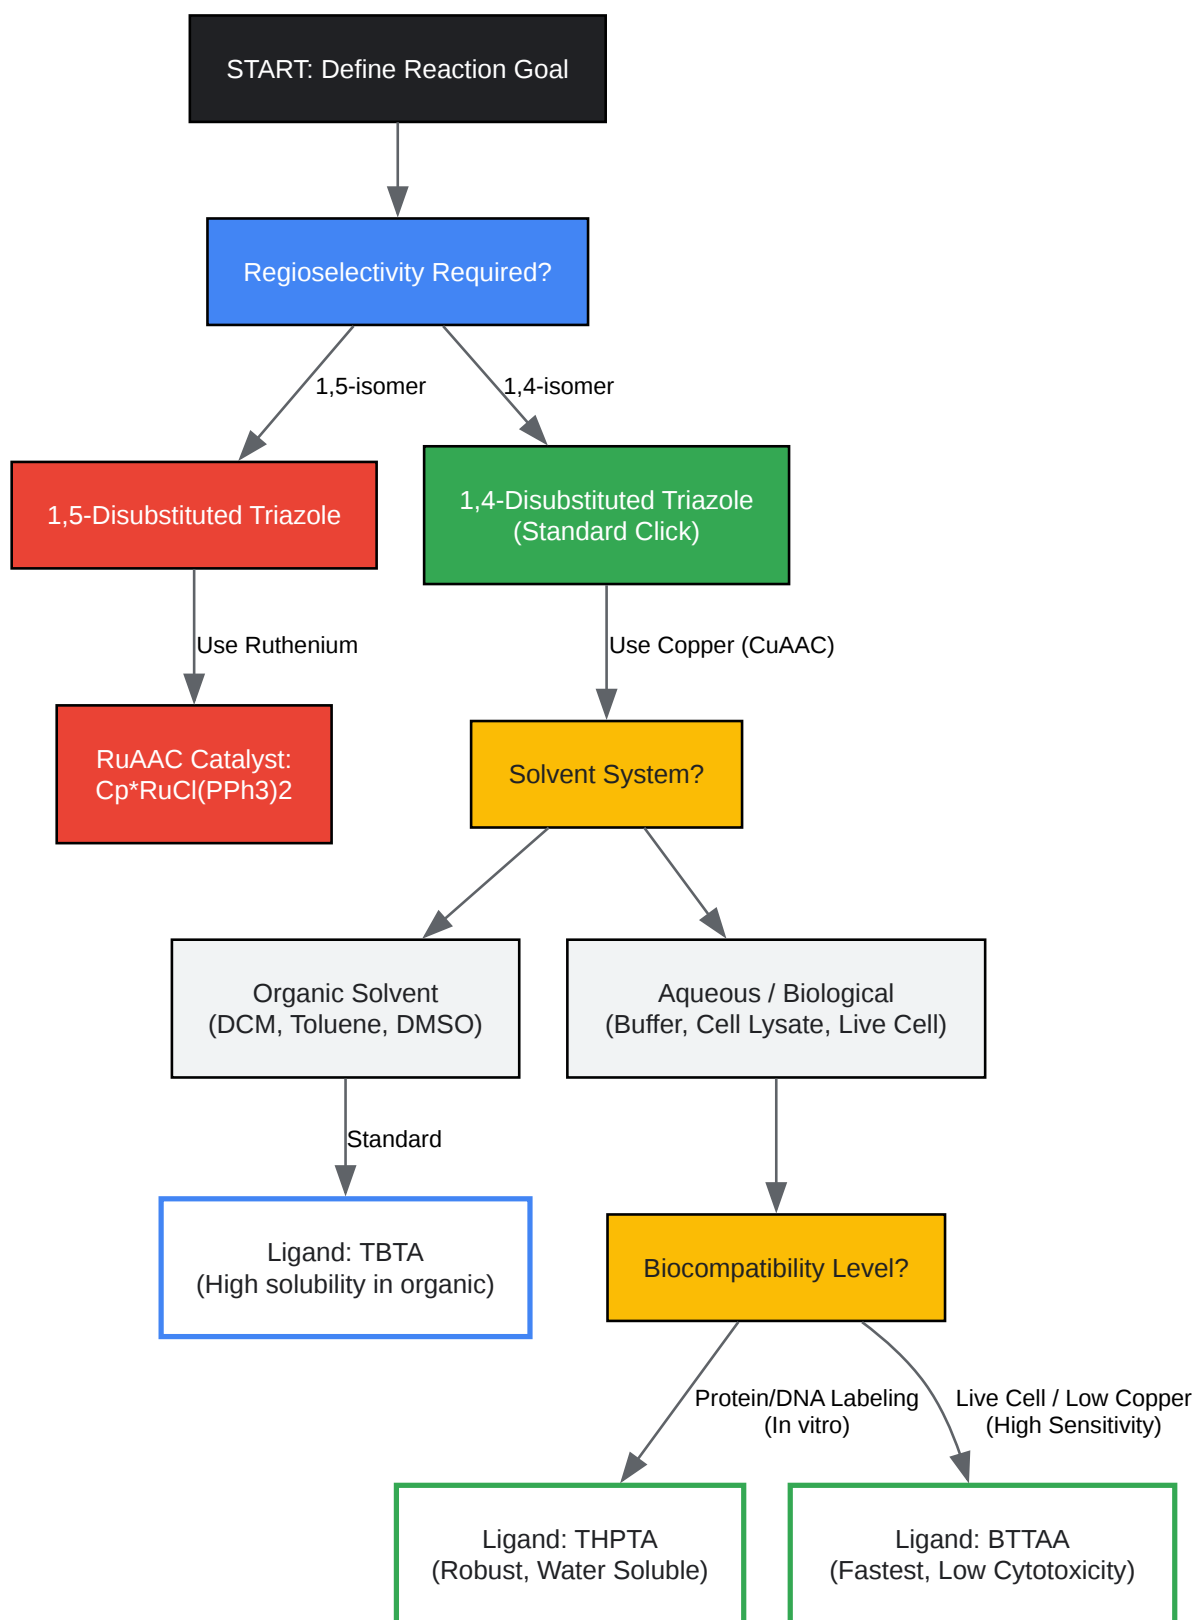 START: Define Reaction Goal
Regioselectivity Required?
1,5-isomer
1,4-isomer
1,5-Disubstituted Triazole
1,4-Disubstituted Triazole
(Standard Click)
Use Ruthenium
Use Copper (CuAAC)
RuAAC Catalyst:
Cp*RuCl(PPh3)2
Solvent System?
Organic Solvent
(DCM, Toluene, DMSO)
Aqueous / Biological
(Buffer, Cell Lysate, Live Cell)
Standard
Ligand: TBTA
(High solubility in organic)
Biocompatibility Level?
Protein/DNA Labeling
(In vitro)
Live Cell / Low Copper
(High Sensitivity)
Ligand: THPTA
(Robust, Water Soluble)
Ligand: BTTAA
(Fastest, Low Cytotoxicity)